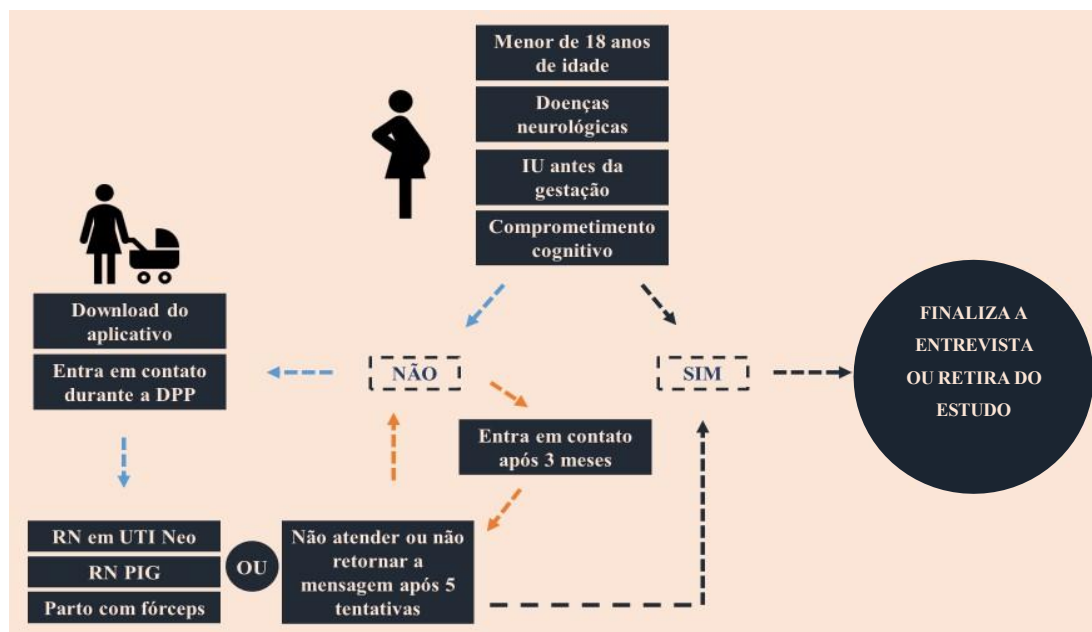 Menor de 18 anos
de idade
Doenças
neurológicas
IU antes da
gestação
Comprometimento
cognitivo
Download do
aplicativo
Entra em contato
durante a DPP
NÃO
SIM
FINALIZA A
ENTREVISTA
OU RETIRA DO
ESTUDO
Entra em contato
após 3 meses
RN em UTI Neo
RN PIG
Parto com fórceps
OU
Não atender ou não
retornar a
mensagem após 5
tentativas